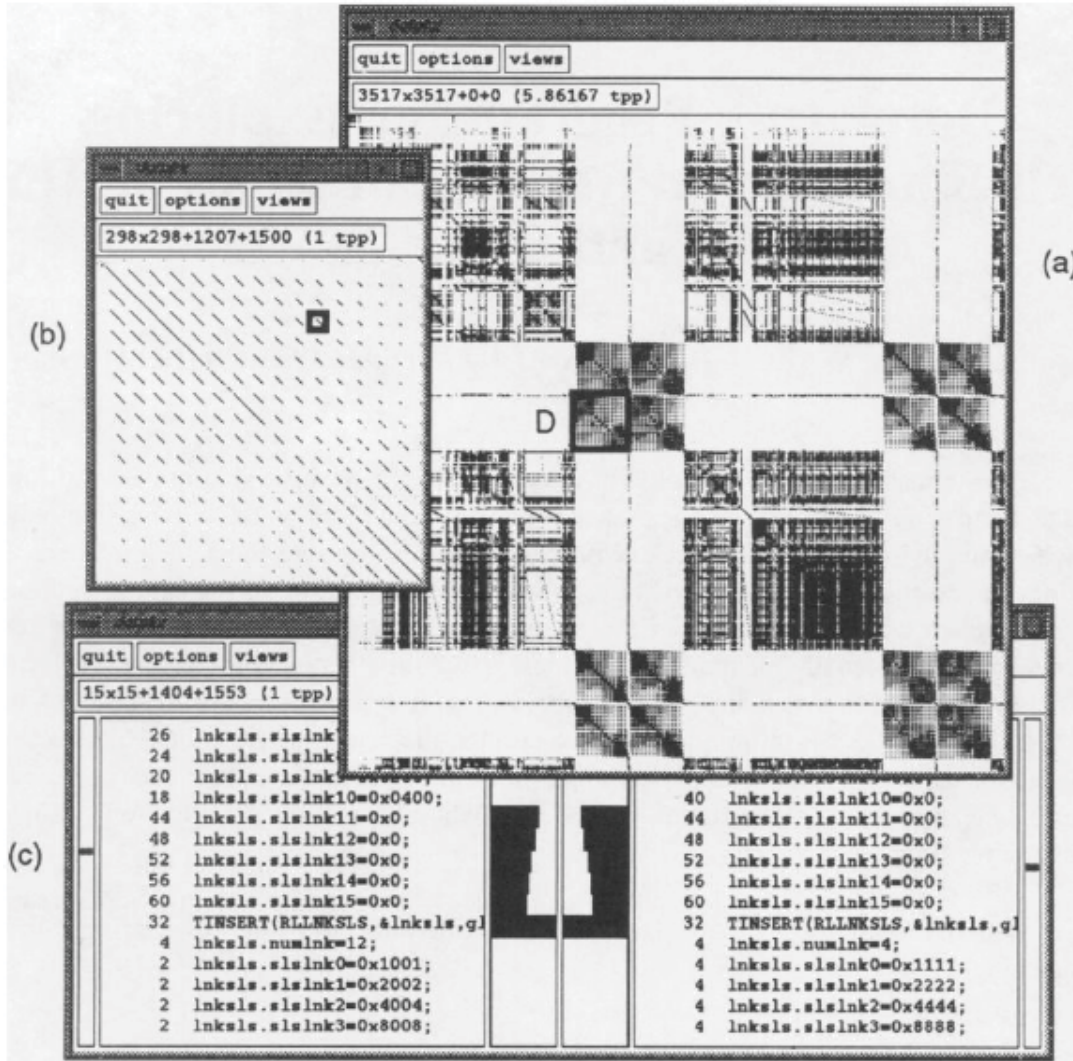 dotplot
quit options views
3517x3517+0+0 (5.86167 tpp)
(a)
D
quit options views
298x298+1207+1500 (1 tpp)
(b)
quit options views
15x15+1404+1553 (1 tpp)
(c)
26 lnksls.slslnk
24 lnksls.slslnk
20 lnksls.slslnk
18 lnksls.slslnk10=0x0400;
44 lnksls.slslnk11=0x0;
48 lnksls.slslnk12=0x0;
52 lnksls.slslnk13=0x0;
56 lnksls.slslnk14=0x0;
60 lnksls.slslnk15=0x0;
32 TINSERT(RLLNKSLS,&lnksls,gl
4 lnksls.numlnk=12;
2 lnksls.slslnk0=0x1001;
2 lnksls.slslnk1=0x2002;
2 lnksls.slslnk2=0x4004;
2 lnksls.slslnk3=0x8008;
40 lnksls.slslnk10=0x0;
44 lnksls.slslnk11=0x0;
48 lnksls.slslnk12=0x0;
52 lnksls.slslnk13=0x0;
56 lnksls.slslnk14=0x0;
60 lnksls.slslnk15=0x0;
32 TINSERT(RLLNKSLS,&lnksls,gl
4 lnksls.numlnk=4;
4 lnksls.slslnk0=0x1111;
4 lnksls.slslnk1=0x2222;
4 lnksls.slslnk2=0x4444;
4 lnksls.slslnk3=0x8888;